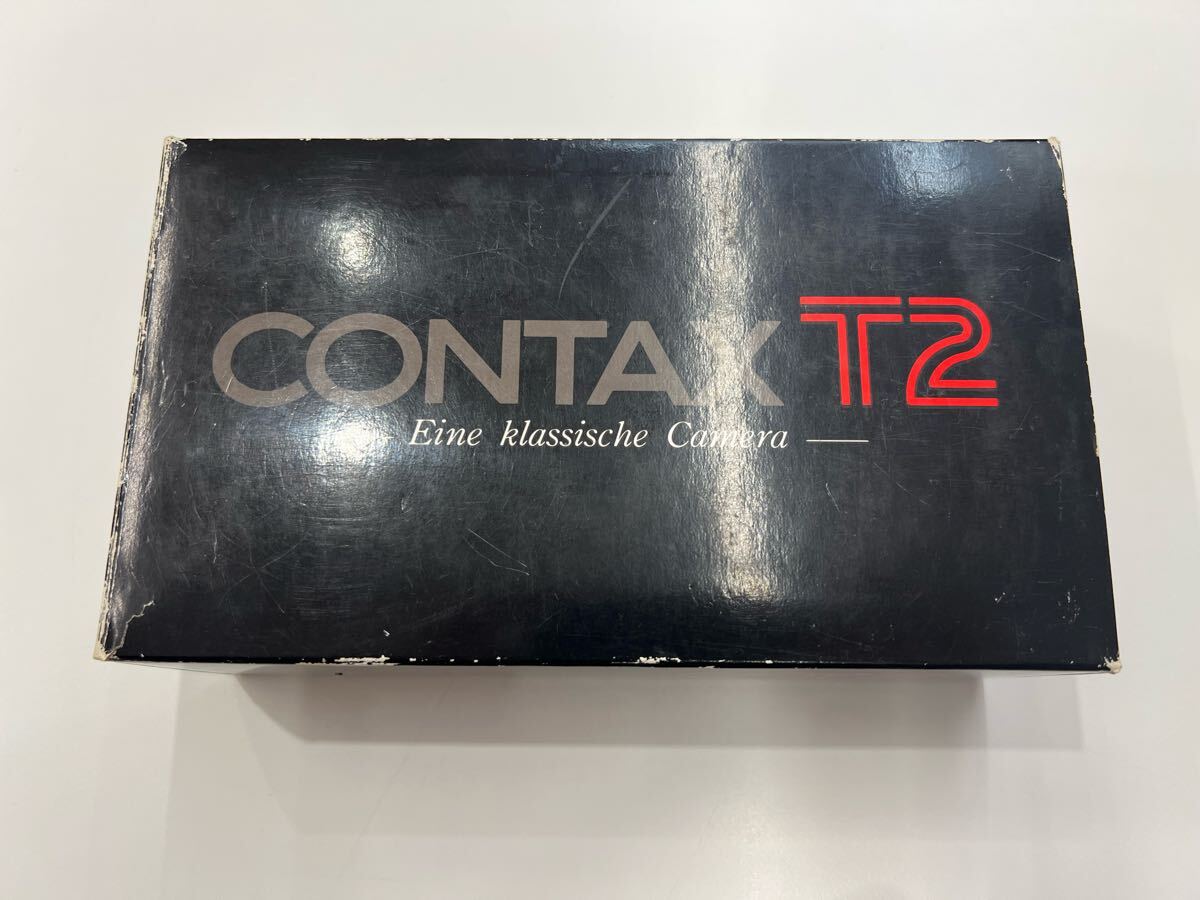 CONTAX T2
— Eine klassische Camera —